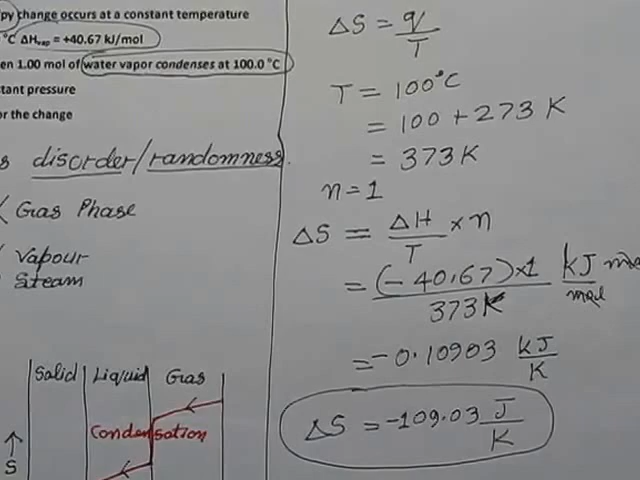 py change occurs at a constant temperature
0 °C ΔHvap = +40.67 kJ/mol
en 1.00 mol of water vapor condenses at 100.0 °C
tant pressure
or the change
s disorder/randomness.
< Gas Phase
Vapour
Steam
Solid Liquid Gas
Condensation
↑
S
ΔS = q/T
T = 100°C
= 100 + 273 K
= 373 K
n = 1
ΔS = ΔH/T × n
= (-40.67) × 1 / 373 K kJ/mol
= -0.10903 kJ/K
ΔS = -109.03 J/K